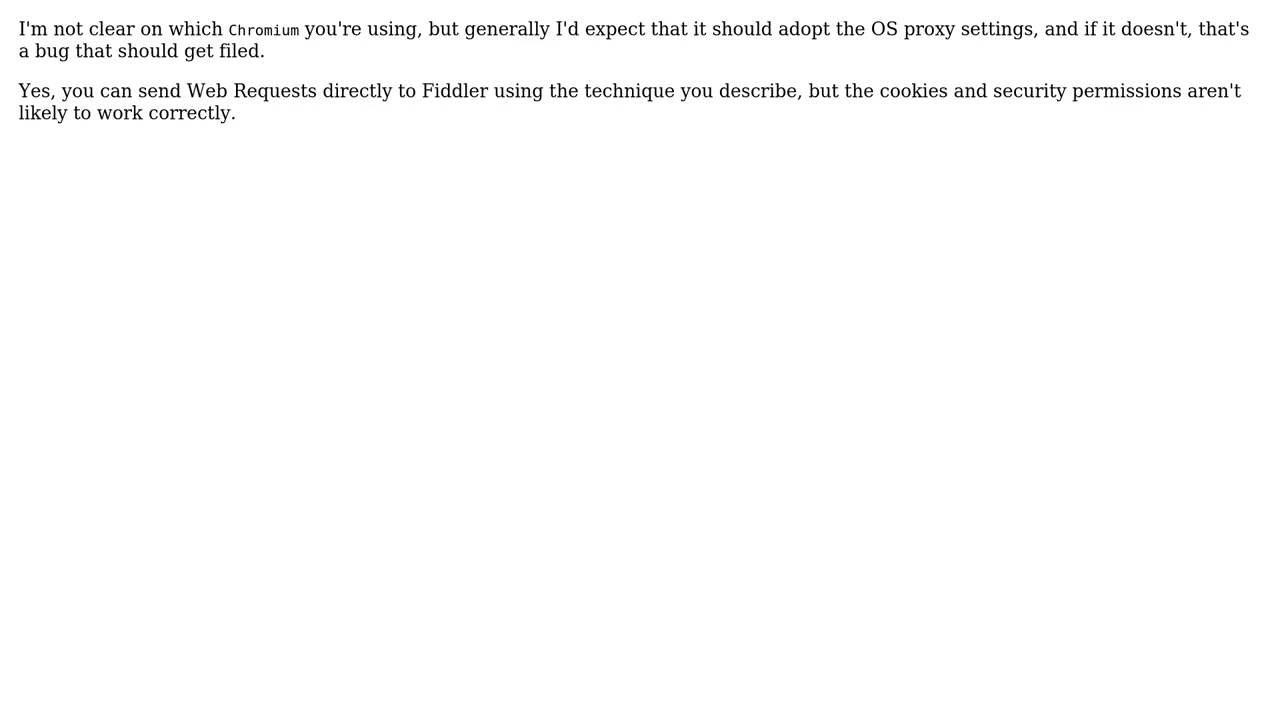 I'm not clear on which Chromium you're using, but generally I'd expect that it should adopt the OS proxy settings, and if it doesn't, that's
a bug that should get filed.
Yes, you can send Web Requests directly to Fiddler using the technique you describe, but the cookies and security permissions aren't
likely to work correctly.